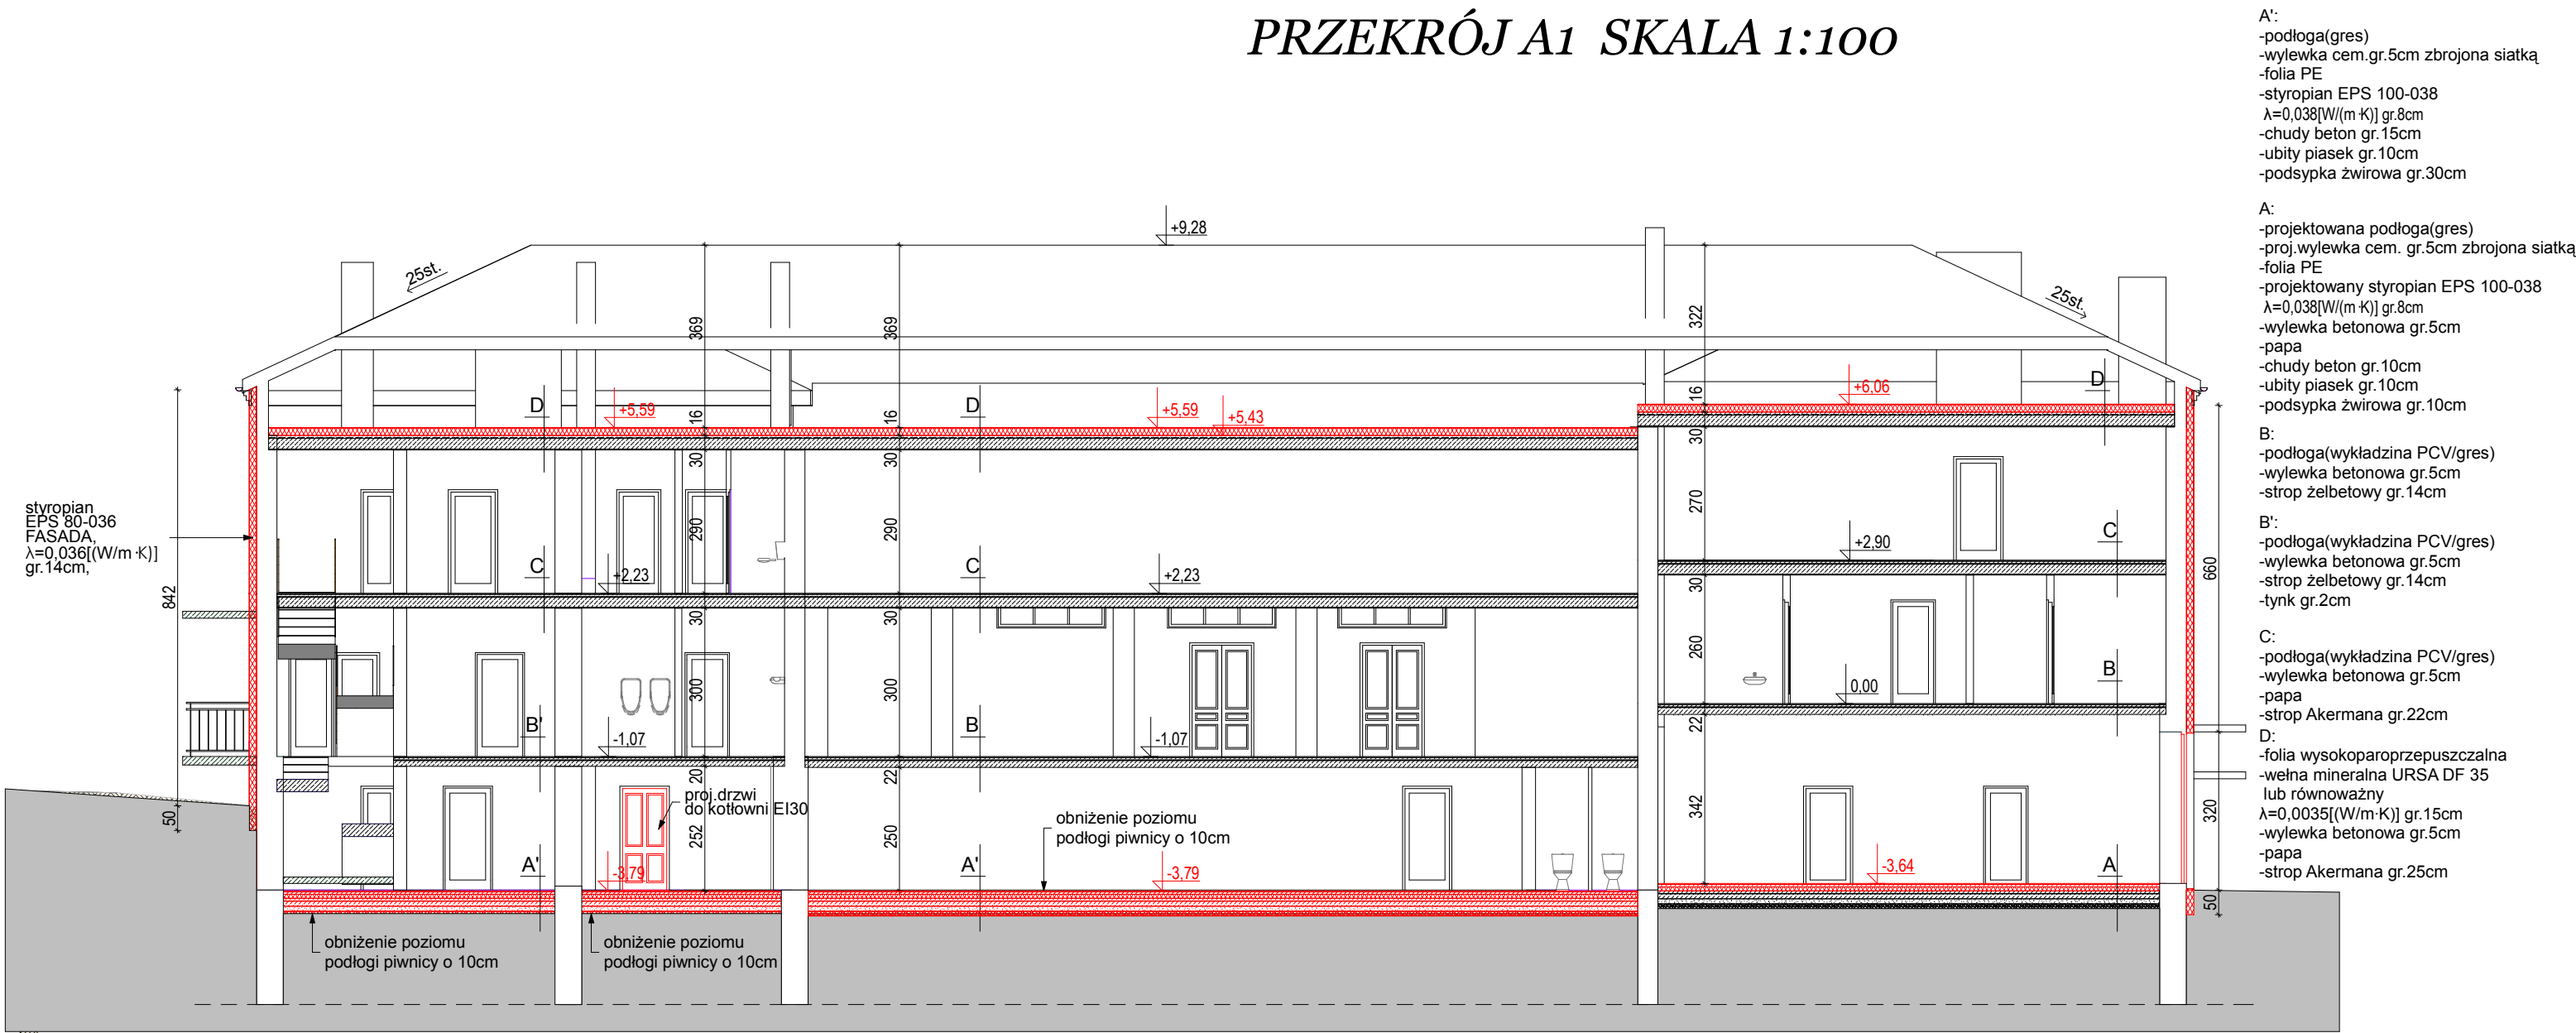 PRZEKRÓJ A1 SKALA 1:100
A':
-podłoga(gres)
-wylewka cem.gr.5cm zbrojona siatką
-folia PE
-styropian EPS 100-038
λ=0,038[W/(m·K)] gr.8cm
-chudy beton gr.15cm
-ubity piasek gr.10cm
-podsypka żwirowa gr.30cm
A:
-projektowana podłoga(gres)
-proj.wylewka cem. gr.5cm zbrojona siatką
-folia PE
-projektowany styropian EPS 100-038
λ=0,038[W/(m·K)] gr.8cm
-wylewka betonowa gr.5cm
-papa
-chudy beton gr.10cm
-ubity piasek gr.10cm
-podsypka żwirowa gr.10cm
B:
-podłoga(wykładzina PCV/gres)
-wylewka betonowa gr.5cm
-strop żelbetowy gr.14cm
B':
-podłoga(wykładzina PCV/gres)
-wylewka betonowa gr.5cm
-strop żelbetowy gr.14cm
-tynk gr.2cm
C:
-podłoga(wykładzina PCV/gres)
-wylewka betonowa gr.5cm
-papa
-strop Akermana gr.22cm
D:
-folia wysokoparoprzepuszczalna
-wełna mineralna URSA DF 35
lub równoważny
λ=0,0035[(W/m·K)] gr.15cm
-wylewka betonowa gr.5cm
-papa
-strop Akermana gr.25cm
+9,28
25st.
25st.
369
369
322
D
+5,59
16
16
D
+5,59
+5,43
16
+6.06
D
30
30
30
styropian
EPS 80-036
FASADA,
λ=0,036[(W/m·K)]
gr.14cm,
842
290
290
270
C
+2,23
C
+2,23
+2,90
C
660
30
30
30
300
300
260
0,00
B
B'
-1,07
B
-1,07
22
20
22
50
proj.drzwi
do kotłowni EI30
252
250
342
320
obniżenie poziomu
podłogi piwnicy o 10cm
A'
-3,79
A'
-3,79
-3,64
A
50
obniżenie poziomu
podłogi piwnicy o 10cm
obniżenie poziomu
podłogi piwnicy o 10cm